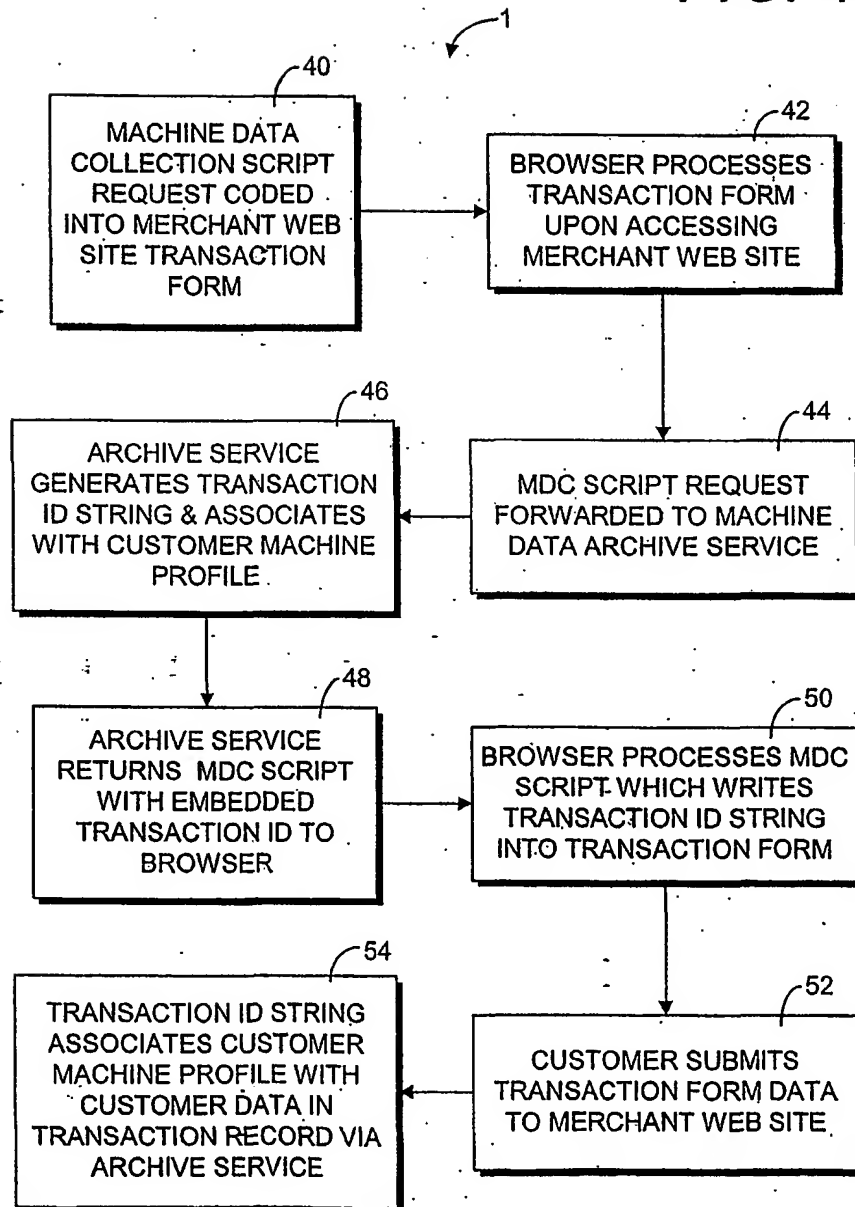 1
40
MACHINE DATA
COLLECTION SCRIPT
REQUEST CODED
INTO MERCHANT WEB
SITE TRANSACTION
FORM
42
BROWSER PROCESSES
TRANSACTION FORM
UPON ACCESSING
MERCHANT WEB SITE
44
MDC SCRIPT REQUEST
FORWARDED TO MACHINE
DATA ARCHIVE SERVICE
46
ARCHIVE SERVICE
GENERATES TRANSACTION
ID STRING & ASSOCIATES
WITH CUSTOMER MACHINE
PROFILE
48
ARCHIVE SERVICE
RETURNS MDC SCRIPT
WITH EMBEDDED
TRANSACTION ID TO
BROWSER
50
BROWSER PROCESSES MDC
SCRIPT WHICH WRITES
TRANSACTION ID STRING
INTO TRANSACTION FORM
52
CUSTOMER SUBMITS
TRANSACTION FORM DATA
TO MERCHANT WEB SITE
54
TRANSACTION ID STRING
ASSOCIATES CUSTOMER
MACHINE PROFILE WITH
CUSTOMER DATA IN
TRANSACTION RECORD VIA
ARCHIVE SERVICE